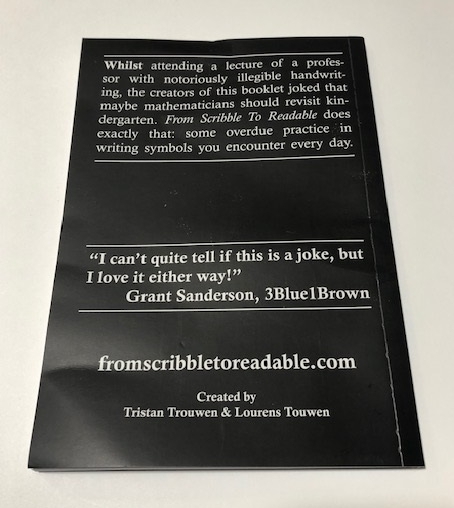 Whilst attending a lecture of a profes-
sor with notoriously illegible handwrit-
ing, the creators of this booklet joked that
maybe mathematicians should revisit kin-
dergarten. From Scribble To Readable does
exactly that: some overdue practice in
writing symbols you encounter every day.
“I can’t quite tell if this is a joke, but
I love it either way!”
Grant Sanderson, 3Blue1Brown
fromscribbletoreadable.com
Created by
Tristan Trouwen & Lourens Touwen